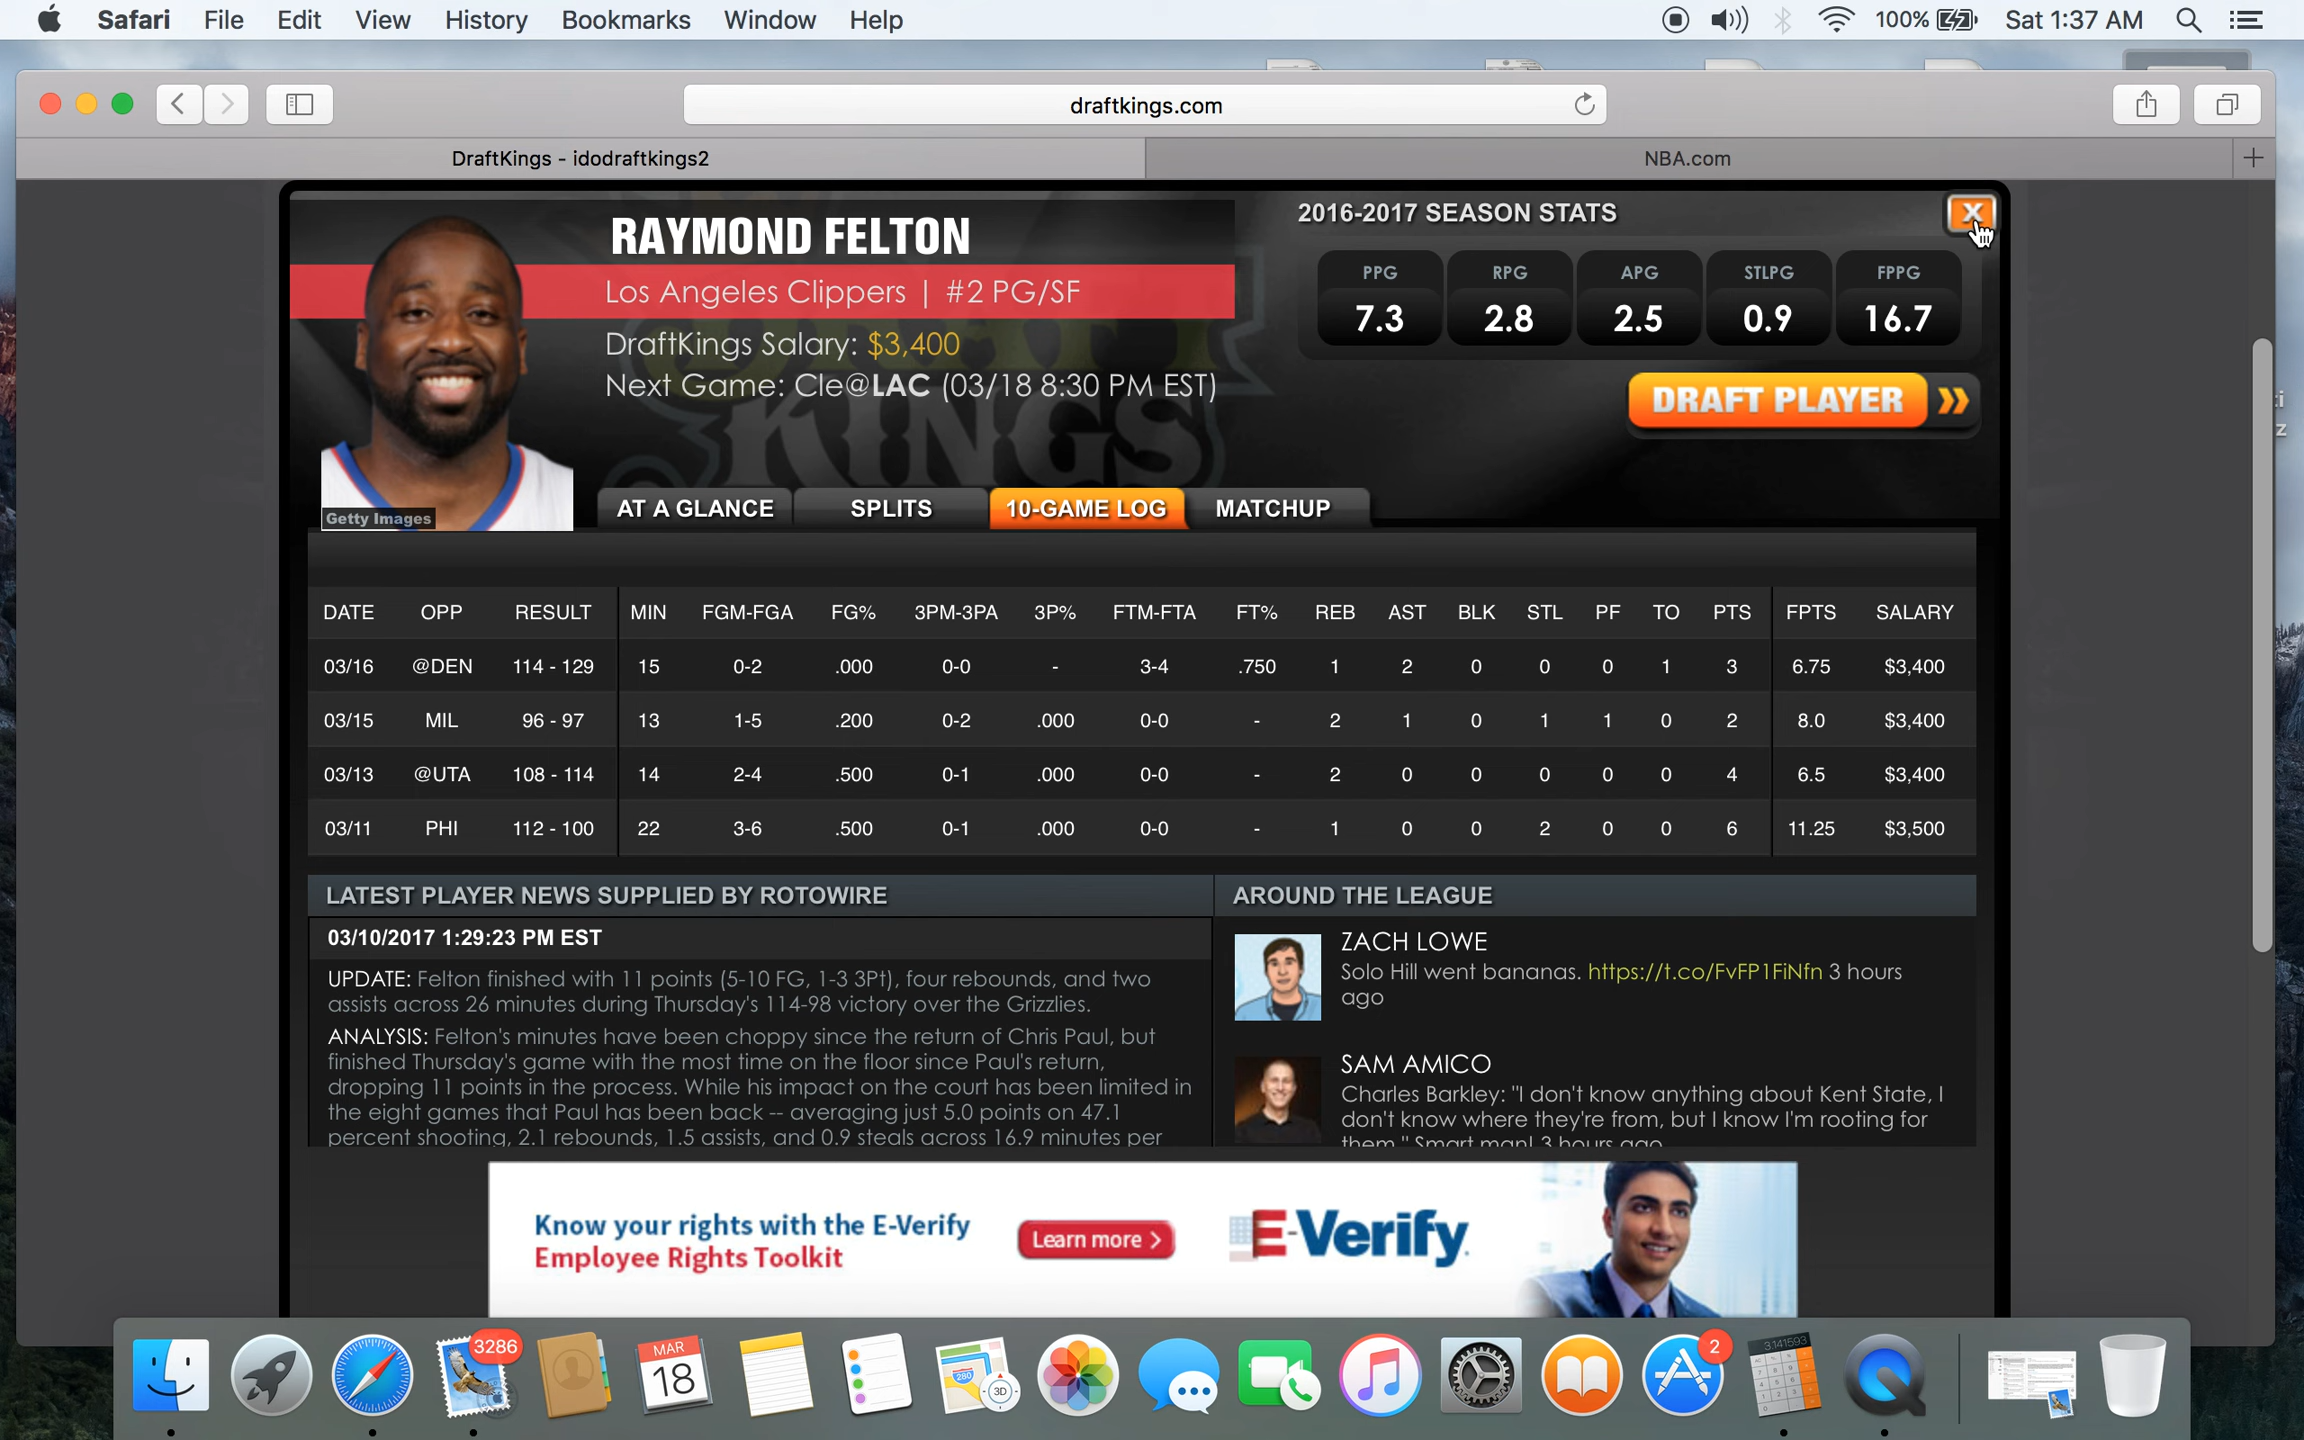 Safari File Edit View History Bookmarks Window Help 100% Sat 1:37 AM
draftkings.com
DraftKings - idodraftkings2 NBA.com
RAYMOND FELTON
Los Angeles Clippers | #2 PG/SF
DraftKings Salary: $3,400
Next Game: Cle@LAC (03/18 8:30 PM EST)
Getty Images
2016-2017 SEASON STATS X
PPG RPG APG STLPG FPPG
7.3 2.8 2.5 0.9 16.7
DRAFT PLAYER
KINGS
AT A GLANCE SPLITS 10-GAME LOG MATCHUP
DATE OPP RESULT MIN FGM-FGA FG% 3PM-3PA 3P% FTM-FTA FT% REB AST BLK STL PF TO PTS FPTS SALARY
03/16 @DEN 114 - 129 15 0-2 .000 0-0 - 3-4 .750 1 2 0 0 0 1 3 6.75 $3,400
03/15 MIL 96 - 97 13 1-5 .200 0-2 .000 0-0 - 2 1 0 1 1 0 2 8.0 $3,400
03/13 @UTA 108 - 114 14 2-4 .500 0-1 .000 0-0 - 2 0 0 0 0 0 4 6.5 $3,400
03/11 PHI 112 - 100 22 3-6 .500 0-1 .000 0-0 - 1 0 0 2 0 0 6 11.25 $3,500
LATEST PLAYER NEWS SUPPLIED BY ROTOWIRE
03/10/2017 1:29:23 PM EST
UPDATE: Felton finished with 11 points (5-10 FG, 1-3 3Pt), four rebounds, and two
assists across 26 minutes during Thursday's 114-98 victory over the Grizzlies.
ANALYSIS: Felton's minutes have been choppy since the return of Chris Paul, but
finished Thursday's game with the most time on the floor since Paul's return,
dropping 11 points in the process. While his impact on the court has been limited in
the eight games that Paul has been back -- averaging just 5.0 points on 47.1
percent shooting, 2.1 rebounds, 1.5 assists, and 0.9 steals across 16.9 minutes per
AROUND THE LEAGUE
ZACH LOWE
Solo Hill went bananas. https://t.co/FvFP1FiNfn 3 hours
ago
SAM AMICO
Charles Barkley: "I don't know anything about Kent State, I
don't know where they're from, but I know I'm rooting for
them." Smart man! 3 hours ago
Know your rights with the E-Verify
Employee Rights Toolkit
Learn more >
E-Verify
3286
MAR
18
280
3D
2
3.141593